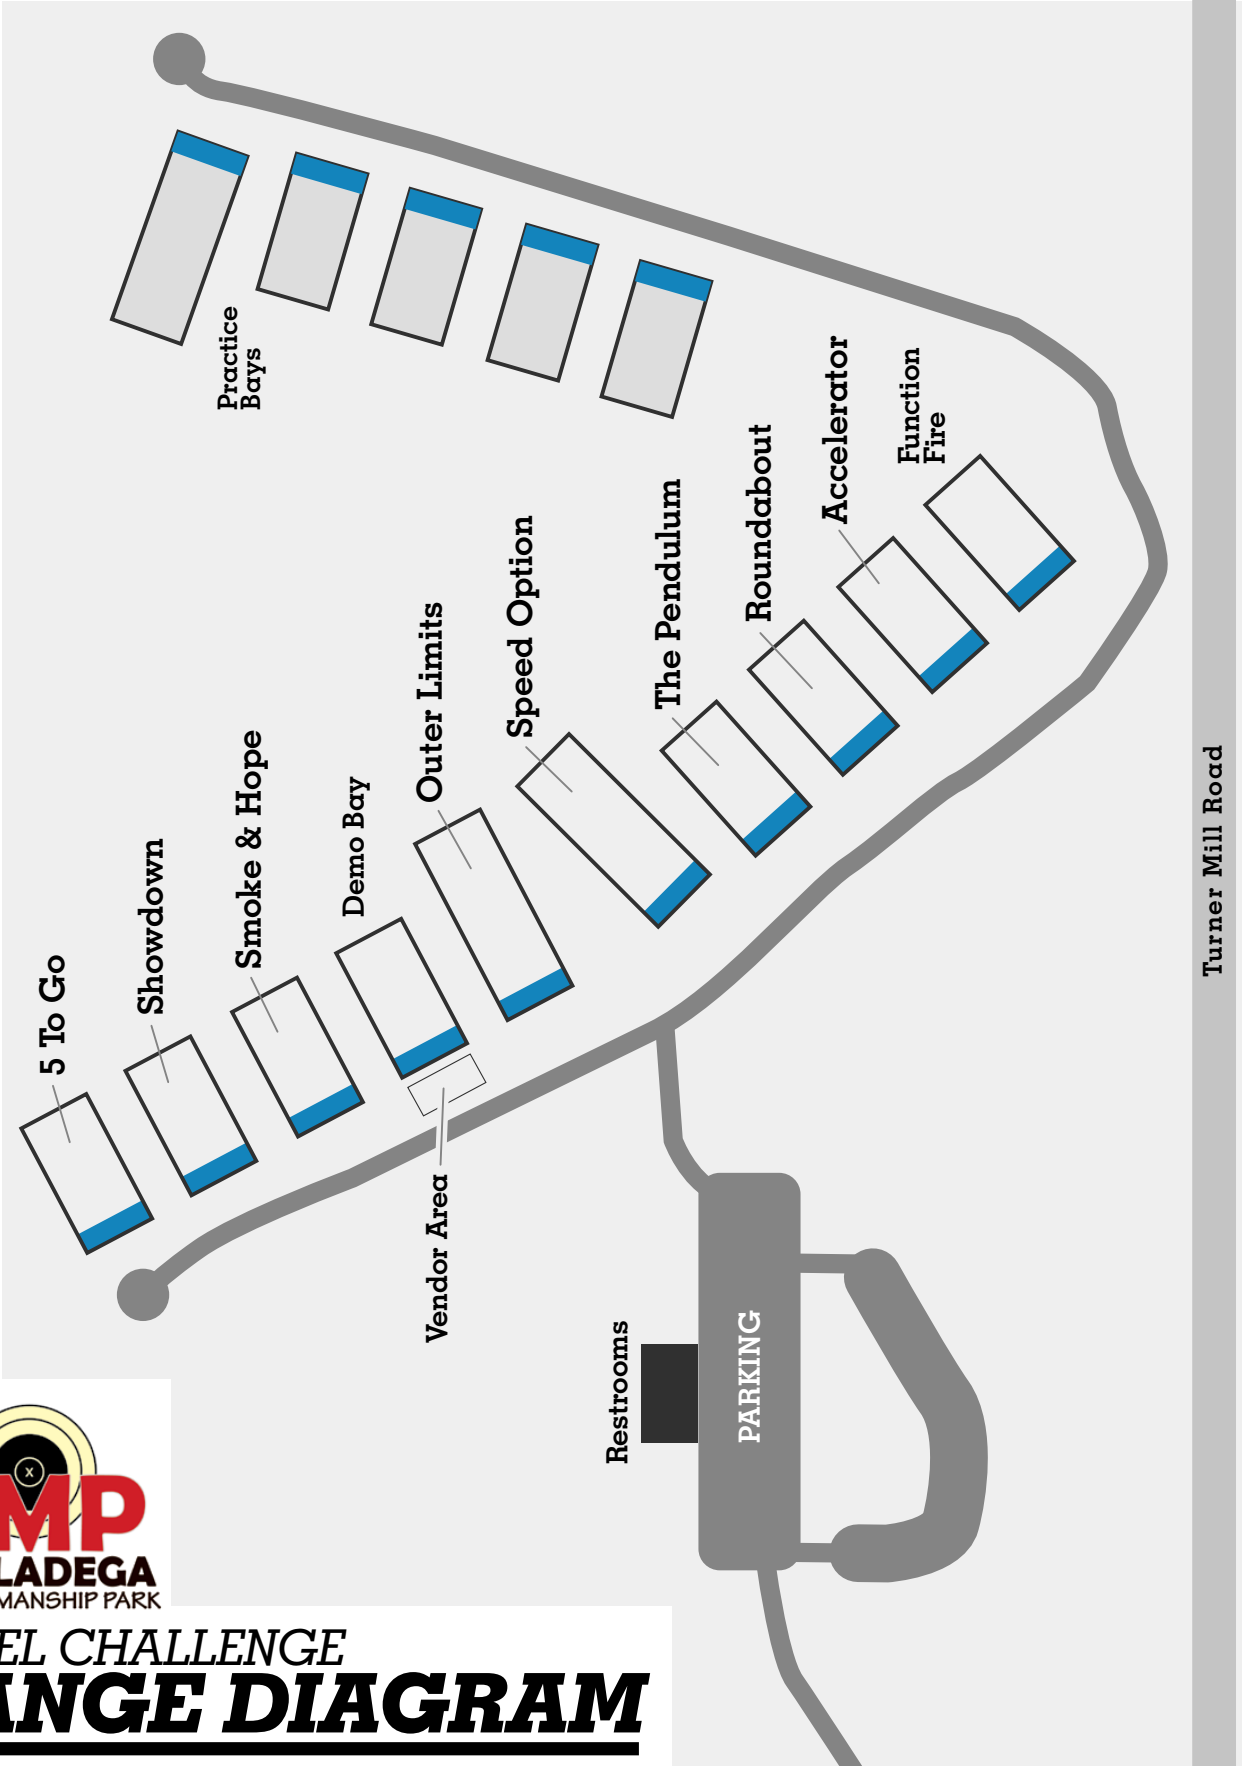 Practice
Bays
Function
Fire
Accelerator
Roundabout
The Pendulum
Speed Option
Outer Limits
Demo Bay
Smoke & Hope
Showdown
5 To Go
Vendor Area
Turner Mill Road
Restrooms
PARKING
X
MP
LADEGA
MANSHIP PARK
EL CHALLENGE
ANGE DIAGRAM